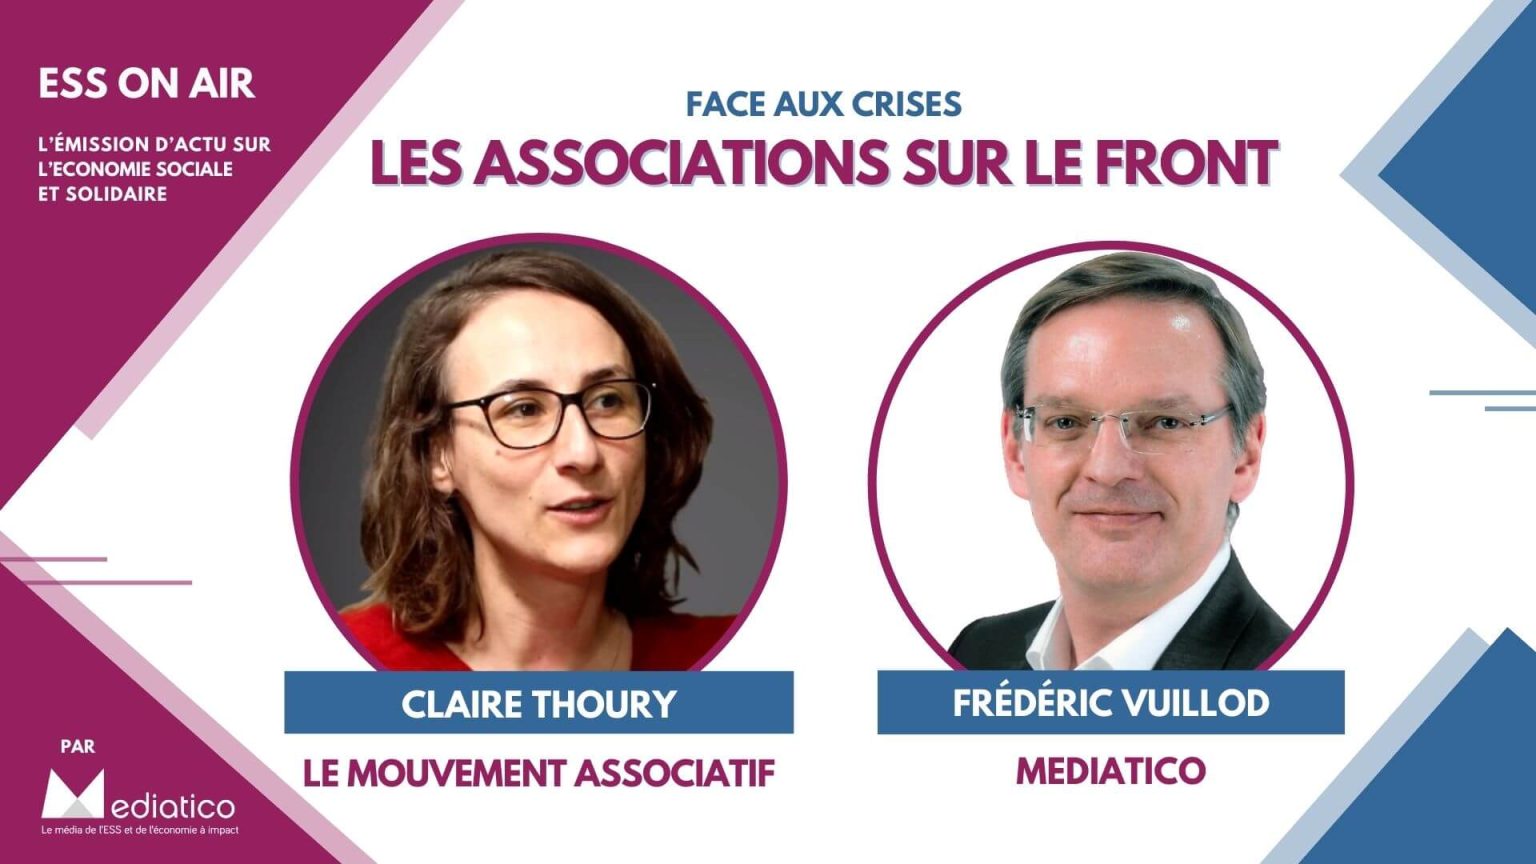 ESS ON AIR
L'ÉMISSION D'ACTU SUR
L'ECONOMIE SOCIALE
ET SOLIDAIRE
FACE AUX CRISES
LES ASSOCIATIONS SUR LE FRONT
CLAIRE THOURY
LE MOUVEMENT ASSOCIATIF
FRÉDÉRIC VUILLOD
MEDIATICO
PAR
Mediatico
Le média de l'ESS et de l'économie à impact